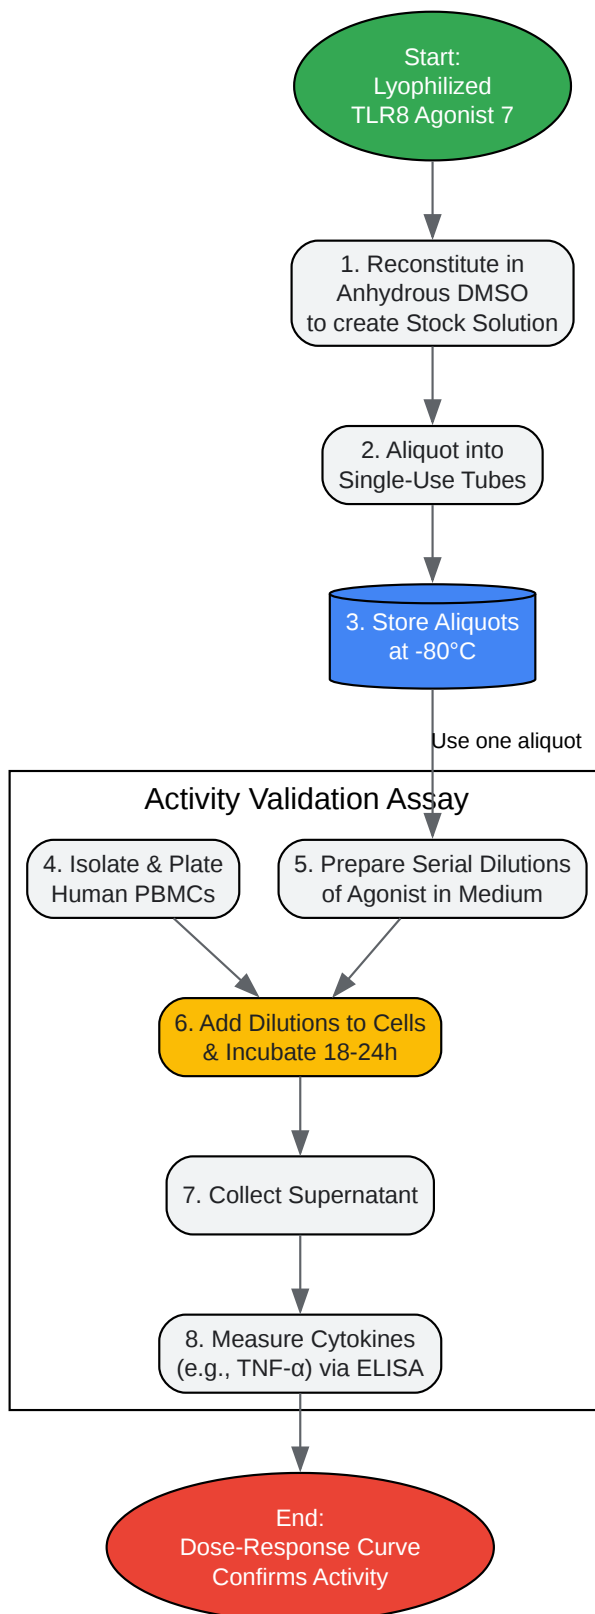 Start:
Lyophilized
TLR8 Agonist 7
1. Reconstitute in
Anhydrous DMSO
to create Stock Solution
2. Aliquot into
Single-Use Tubes
3. Store Aliquots
at -80°C
Use one aliquot
Activity Validation Assay
4. Isolate & Plate
Human PBMCs
5. Prepare Serial Dilutions
of Agonist in Medium
6. Add Dilutions to Cells
& Incubate 18-24h
7. Collect Supernatant
8. Measure Cytokines
(e.g., TNF-α) via ELISA
End:
Dose-Response Curve
Confirms Activity